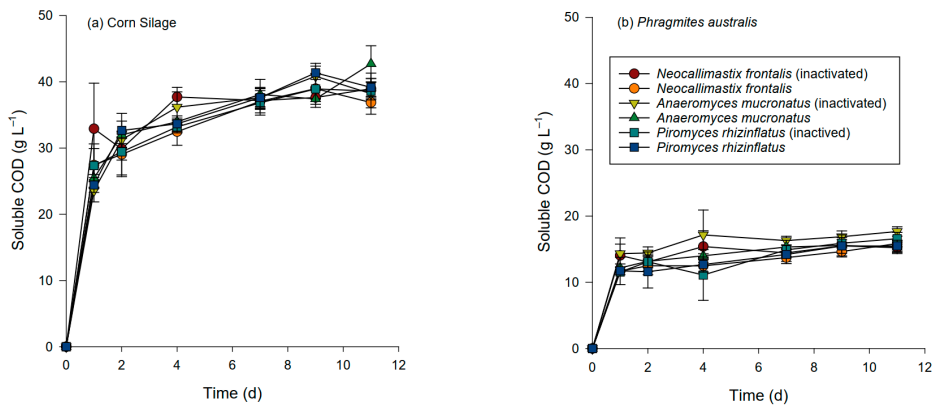 (a) Corn Silage
Soluble COD (g L⁻¹)
50
40
30
20
10
0
0 2 4 6 8 10 12
Time (d)
(b) Phragmites australis
Soluble COD (g L⁻¹)
50
40
30
20
10
0
Neocallimastix frontalis (inactivated)
Neocallimastix frontalis
Anaeromyces mucronatus (inactivated)
Anaeromyces mucronatus
Piromyces rhizinflatus (inactived)
Piromyces rhizinflatus
0 2 4 6 8 10 12
Time (d)